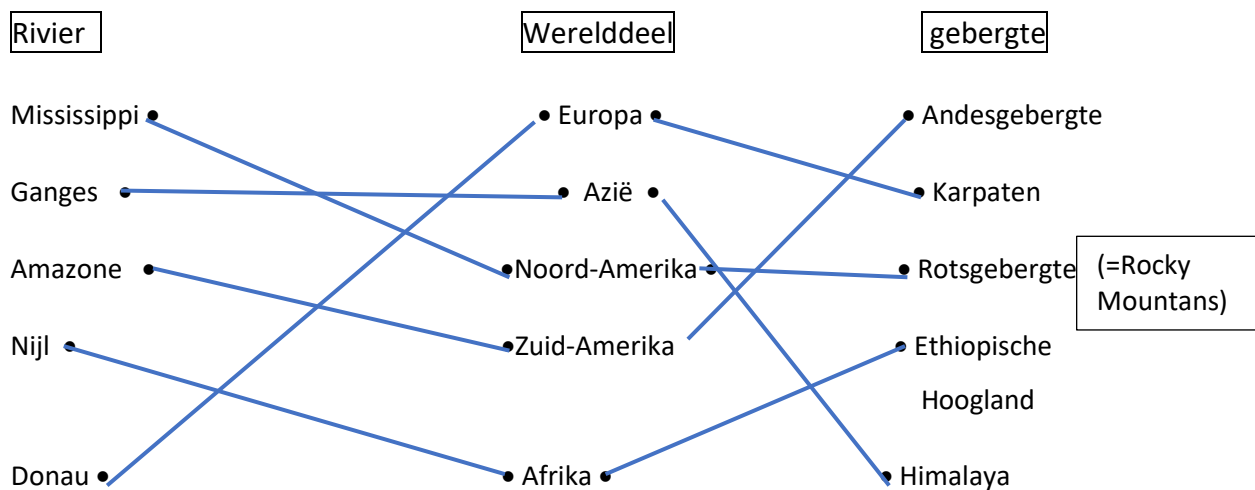 Rivier Werelddeel gebergte
Mississippi • • Europa • • Andesgebergte
Ganges • • Azië • • Karpaten
Amazone • • Noord-Amerika • • Rotsgebergte (=Rocky
Mountans)
Nijl • • Zuid-Amerika • Ethiopische
Hoogland
Donau • • Afrika • • Himalaya